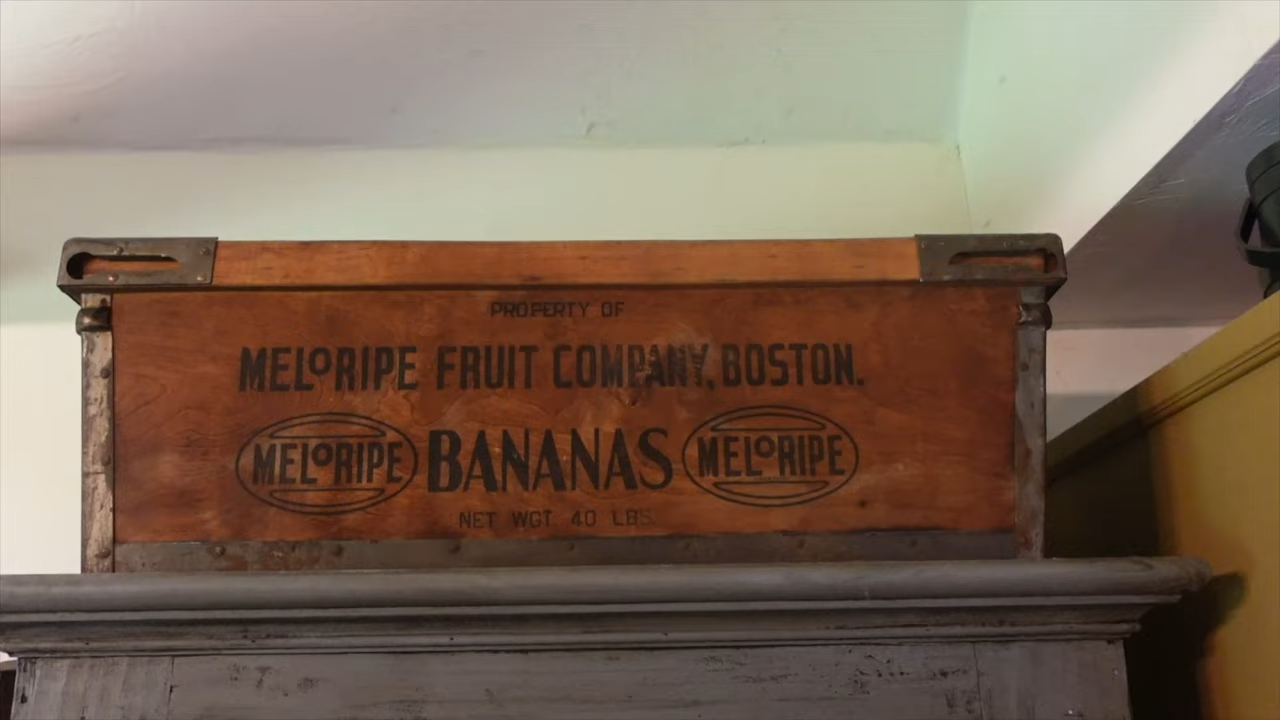 PROPERTY OF
MELORIPE FRUIT COMPANY, BOSTON.
MELORIPE BANANAS MELORIPE
NET WGT. 40 LBS.